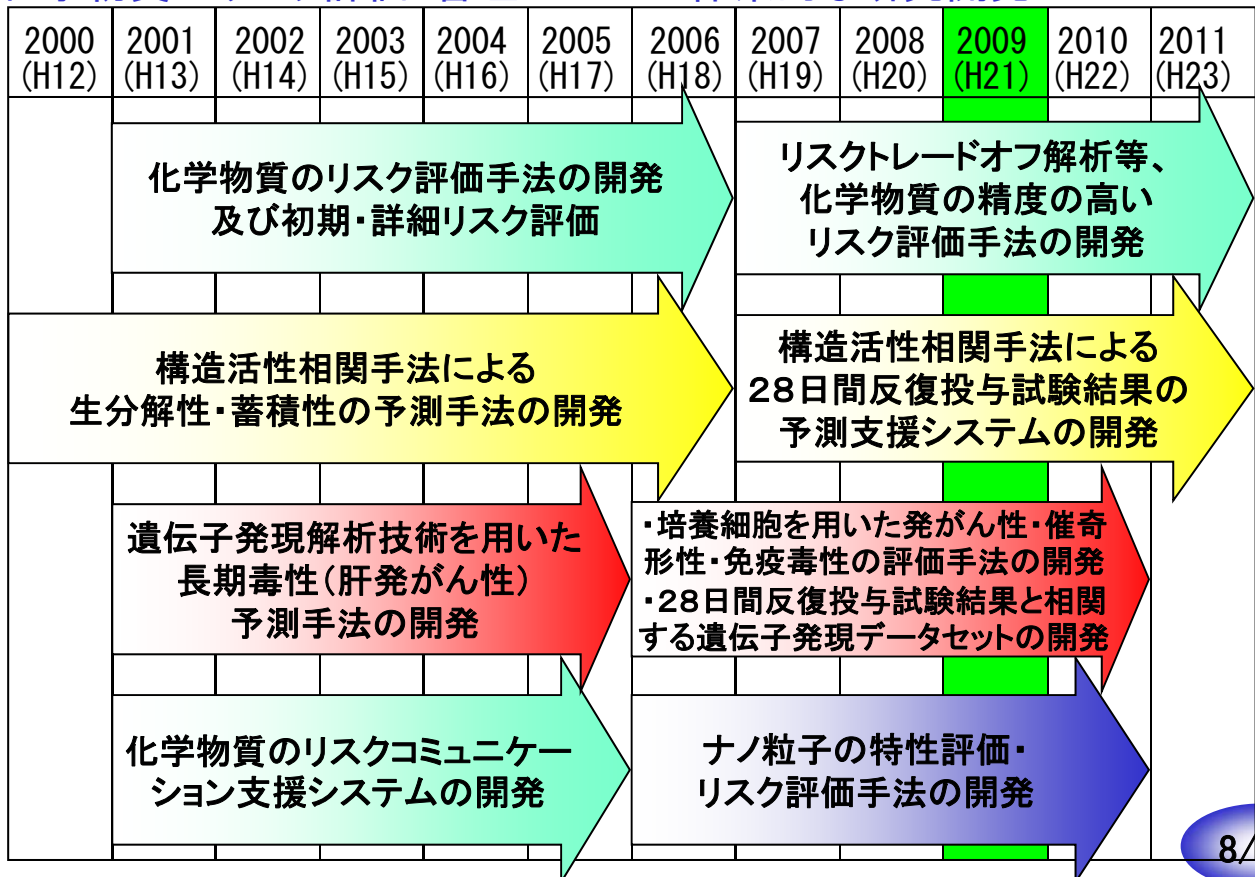 2000 2001 2002 2003 2004 2005 2006 2007 2008 2009 2010 2011
(H12) (H13) (H14) (H15) (H16) (H17) (H18) (H19) (H20) (H21) (H22) (H23)
化学物質のリスク評価手法の開発
及び初期・詳細リスク評価
リスクトレードオフ解析等、
化学物質の精度の高い
リスク評価手法の開発
構造活性相関手法による
生分解性・蓄積性の予測手法の開発
構造活性相関手法による
２８日間反復投与試験結果の
予測支援システムの開発
遺伝子発現解析技術を用いた
長期毒性（肝発がん性）
予測手法の開発
・培養細胞を用いた発がん性・催奇
形性・免疫毒性の評価手法の開発
・２８日間反復投与試験結果と相関
する遺伝子発現データセットの開発
化学物質のリスクコミュニケー
ション支援システムの開発
ナノ粒子の特性評価・
リスク評価手法の開発
8/